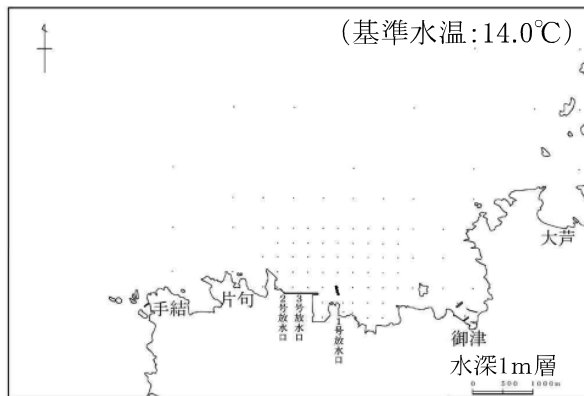 (基準水温:14.0℃)
大芦
手結
片句
2号放水口
3号放水口
1号放水口
御津
水深1m層
0 500 1000m